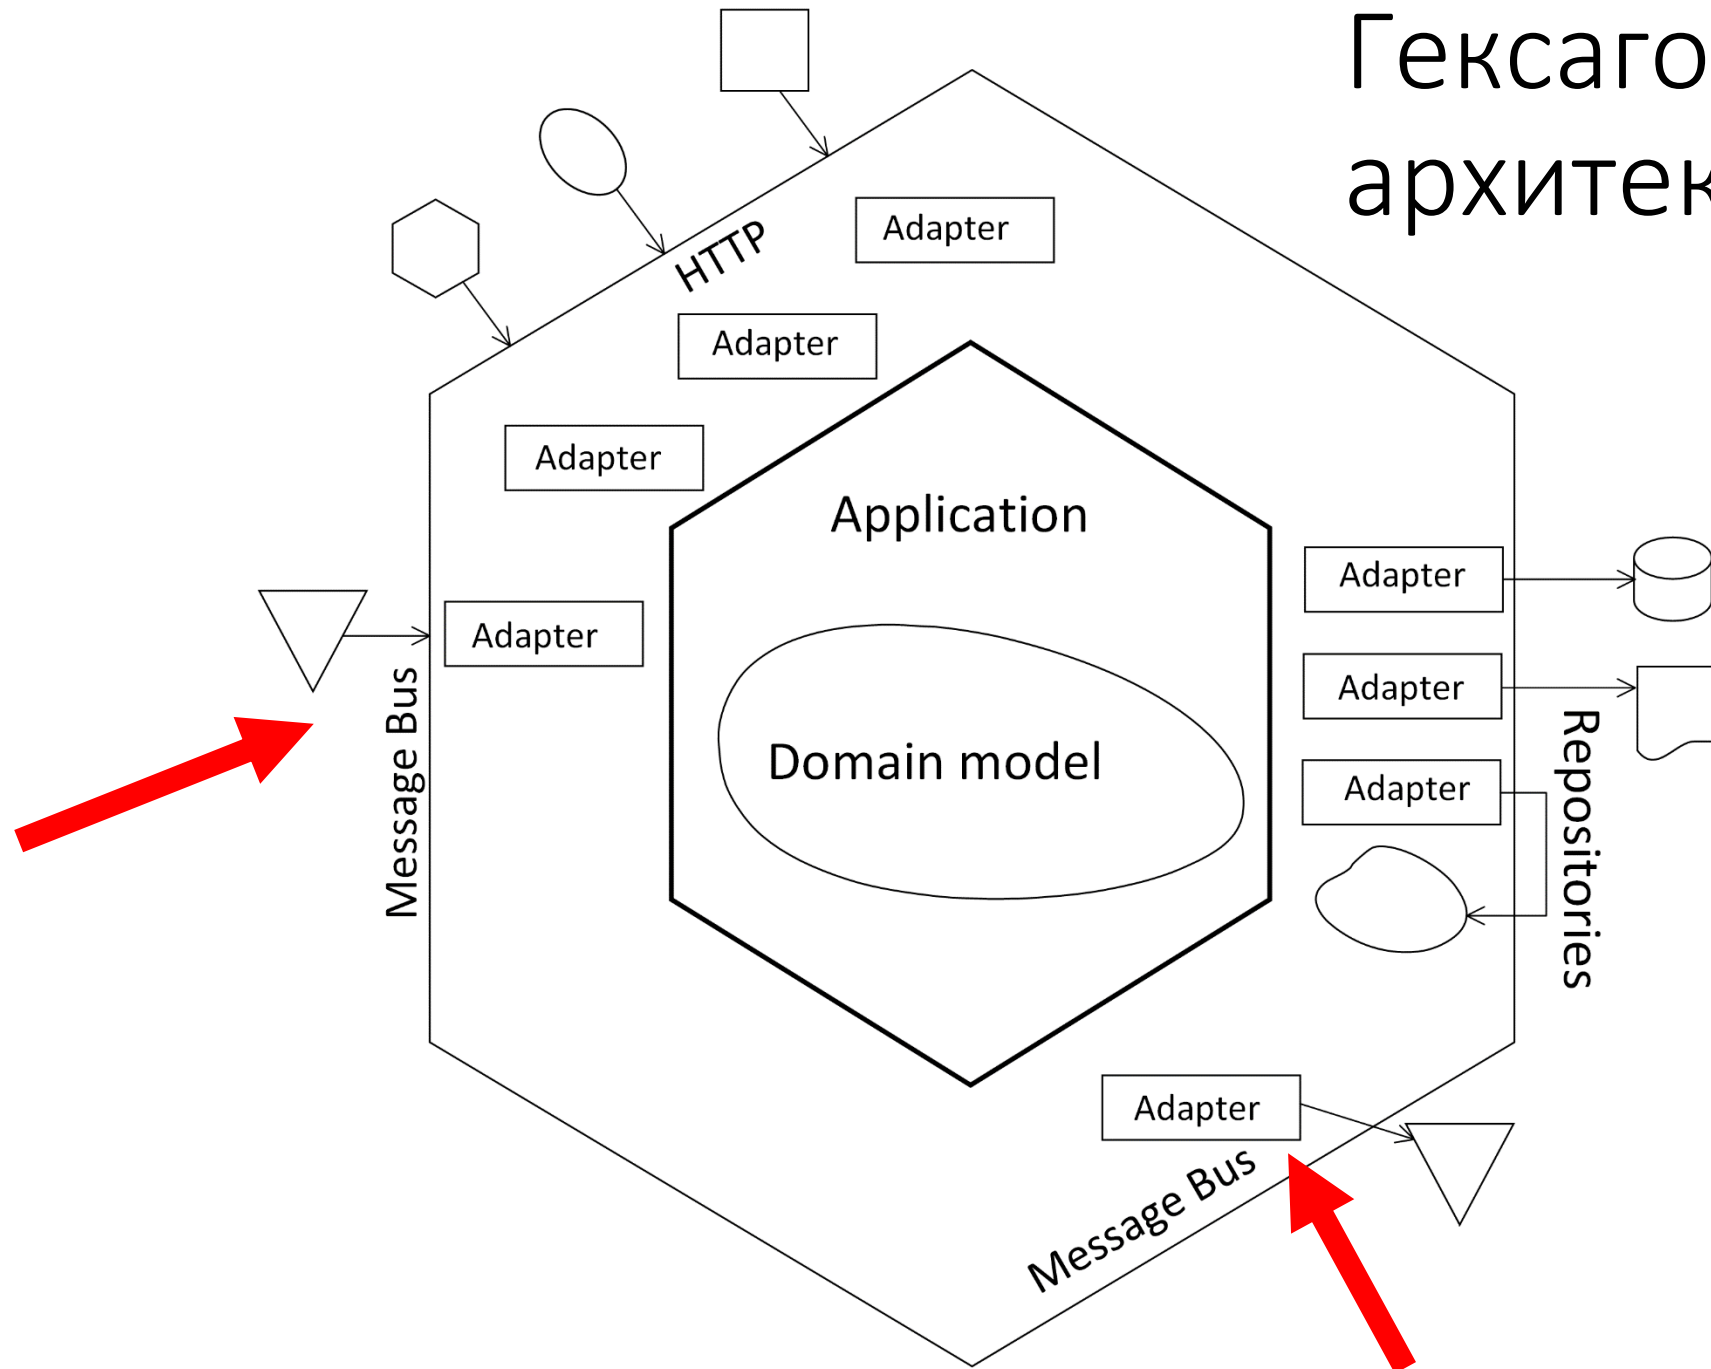 Гексаго
архитек
Adapter
HTTP
Adapter
Adapter
Application
Adapter
Adapter
Message Bus
Adapter
Domain model
Adapter
Repositories
Adapter
Message Bus